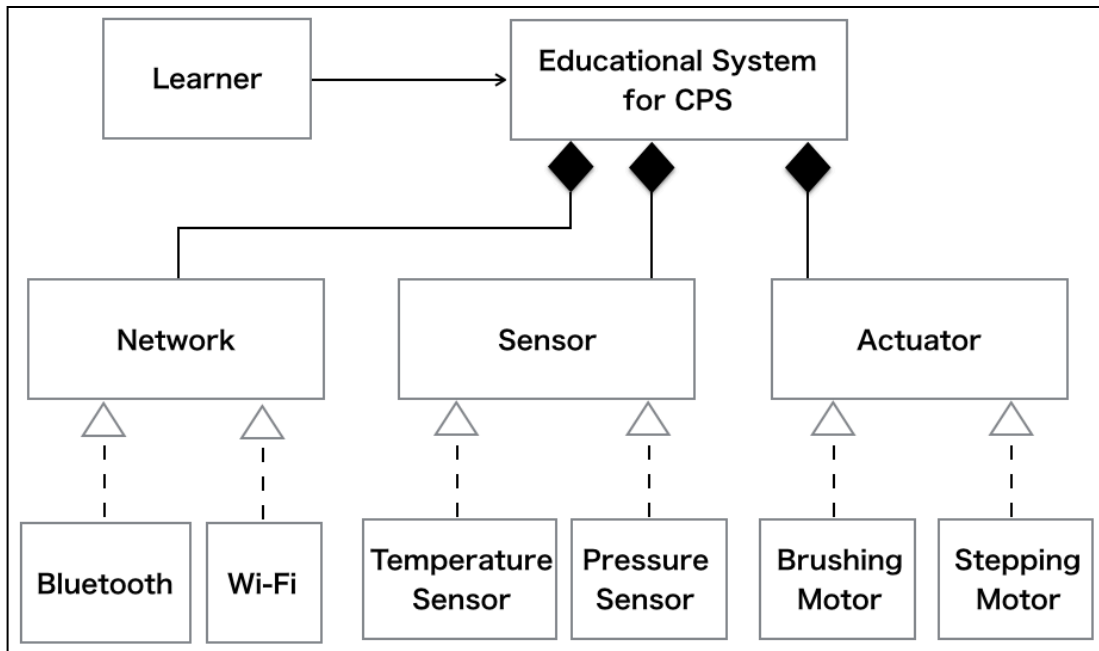 Learner
Educational System
for CPS
Network
Sensor
Actuator
Bluetooth
Wi-Fi
Temperature
Sensor
Pressure
Sensor
Brushing
Motor
Stepping
Motor